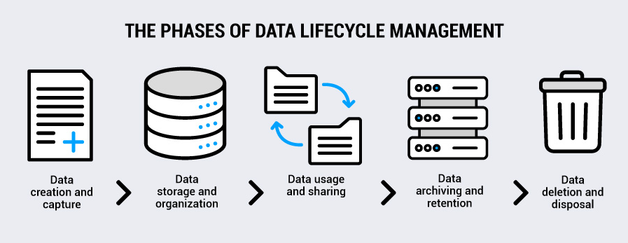 THE PHASES OF DATA LIFECYCLE MANAGEMENT
Data
creation and
capture
Data
storage and
organization
Data usage
and sharing
Data
archiving and
retention
Data
deletion and
disposal